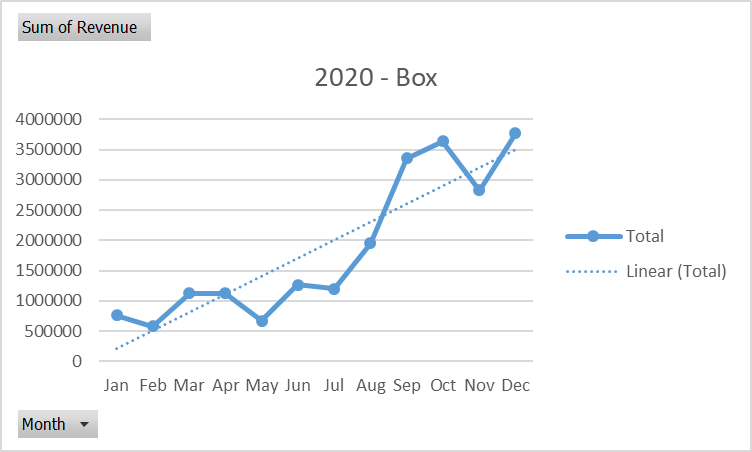 Sum of Revenue
2020 - Box
4000000
3500000
3000000
2500000
2000000
1500000
1000000
500000
0
Jan Feb Mar Apr May Jun Jul Aug Sep Oct Nov Dec
Total
Linear (Total)
Month